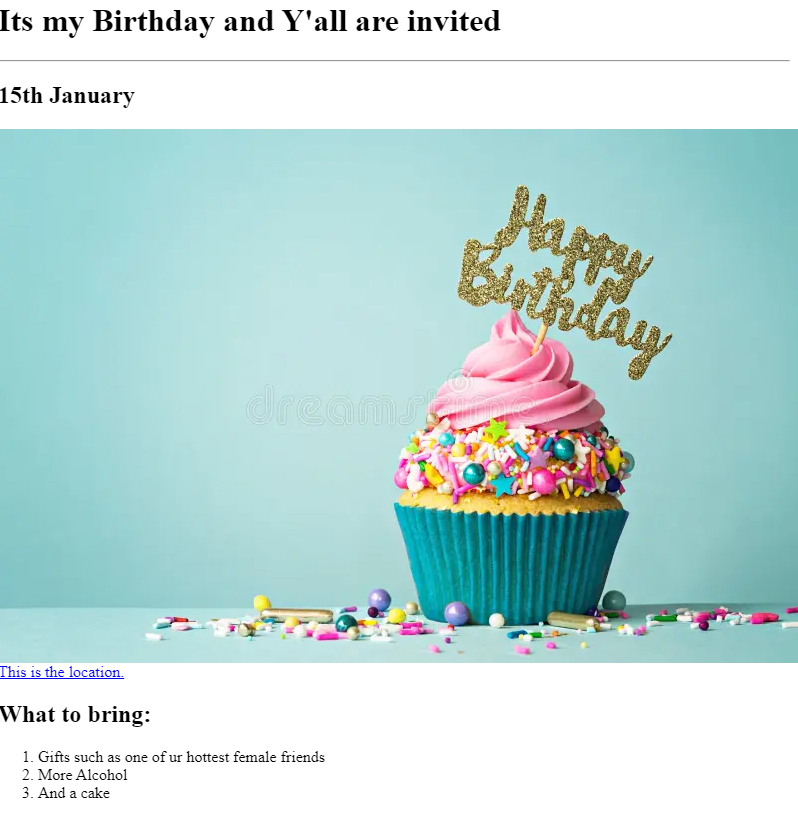 Its my Birthday and Y'all are invited
15th January
Happy
Birthday
dreamstime
This is the location.
What to bring:
1. Gifts such as one of ur hottest female friends
2. More Alcohol
3. And a cake